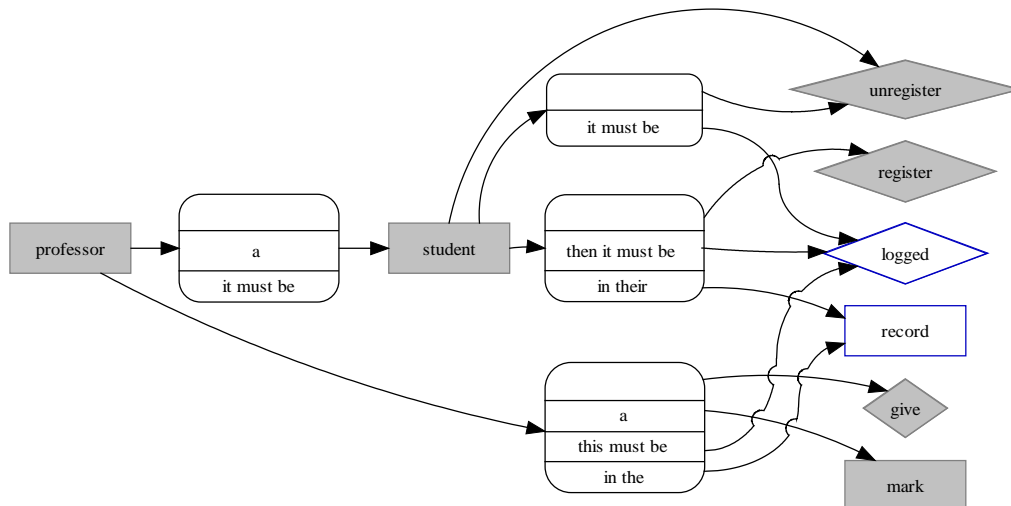 unregister
it must be
register
professor
a
it must be
student
then it must be
in their
logged
record
a
this must be
in the
give
mark